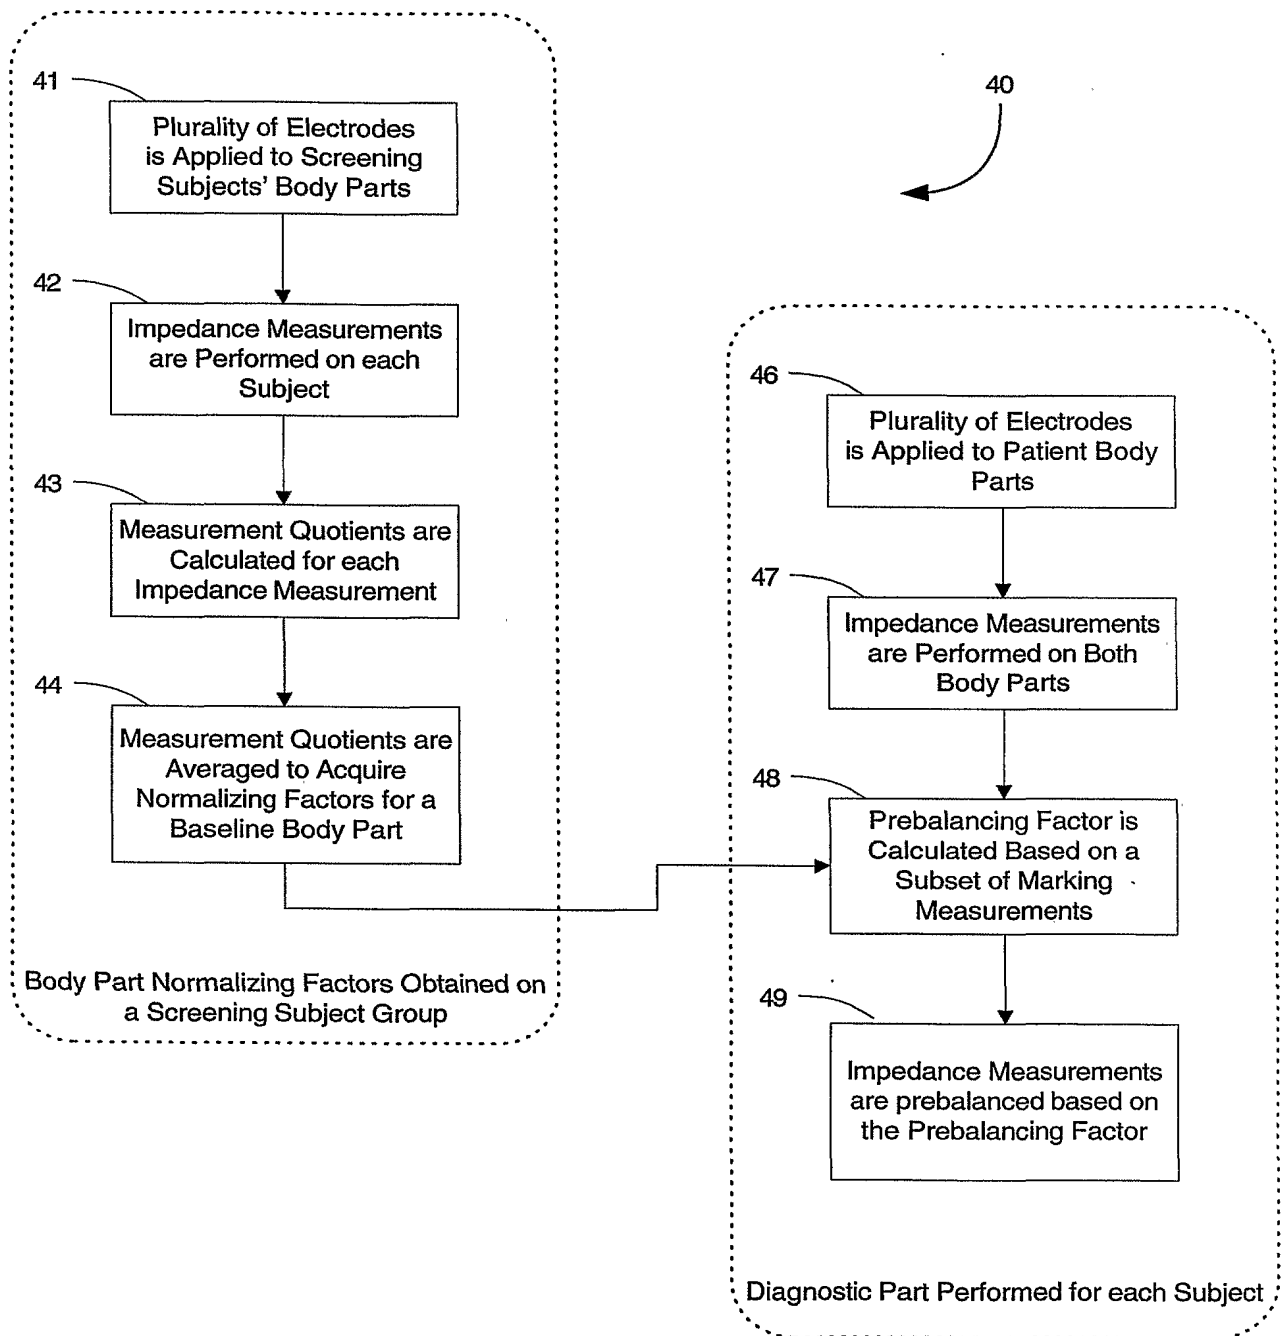 40
41
Plurality of Electrodes
is Applied to Screening
Subjects' Body Parts
42
Impedance Measurements
are Performed on each
Subject
43
Measurement Quotients are
Calculated for each
Impedance Measurement
44
Measurement Quotients are
Averaged to Acquire
Normalizing Factors for a
Baseline Body Part
Body Part Normalizing Factors Obtained on
a Screening Subject Group
46
Plurality of Electrodes
is Applied to Patient Body
Parts
47
Impedance Measurements
are Performed on Both
Body Parts
48
Prebalancing Factor is
Calculated Based on a
Subset of Marking
Measurements
49
Impedance Measurements
are prebalanced based on
the Prebalancing Factor
Diagnostic Part Performed for each Subject